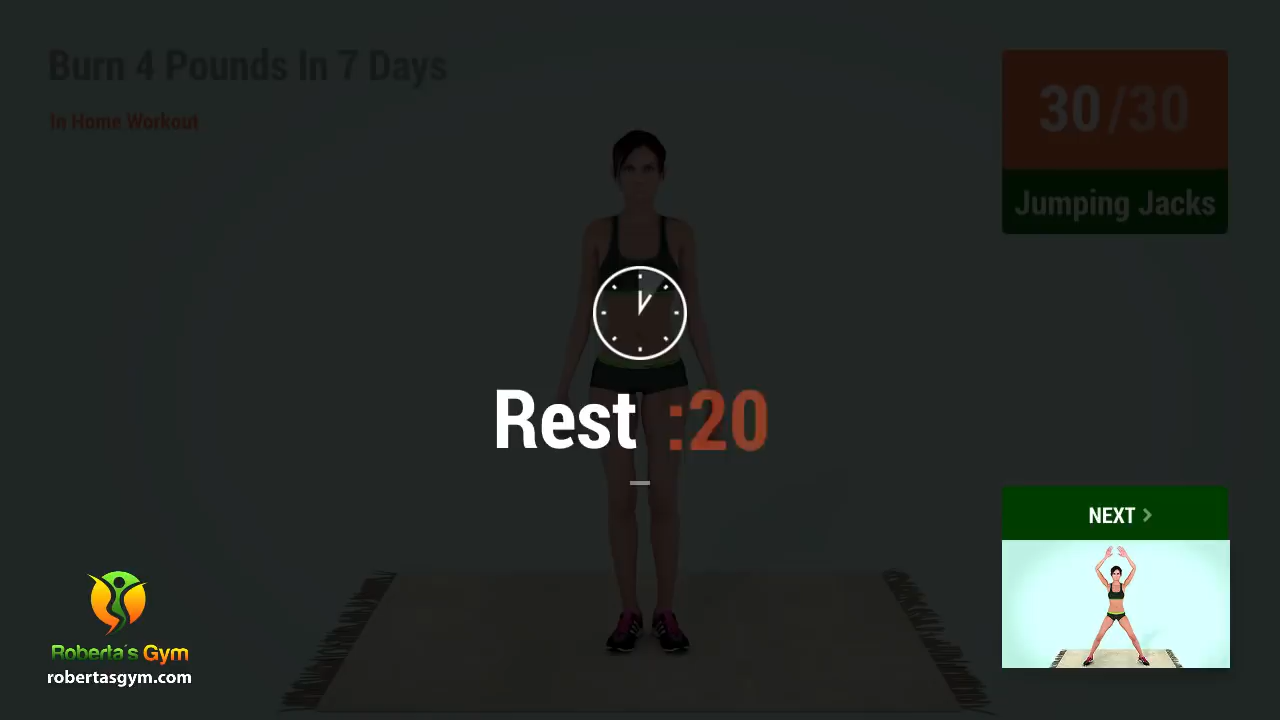 Burn 4 Pounds In 7 Days
In Home Workout
30/30
Jumping Jacks
Rest :20
NEXT >
Roberta's Gym
robertasgym.com